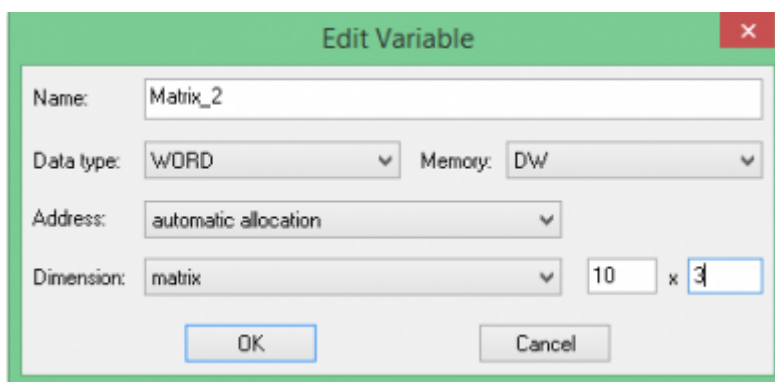 Edit Variable
Name: Matrix_2
Data type: WORD Memory: DW
Address: automatic allocation
Dimension: matrix 10 x 3
OK Cancel